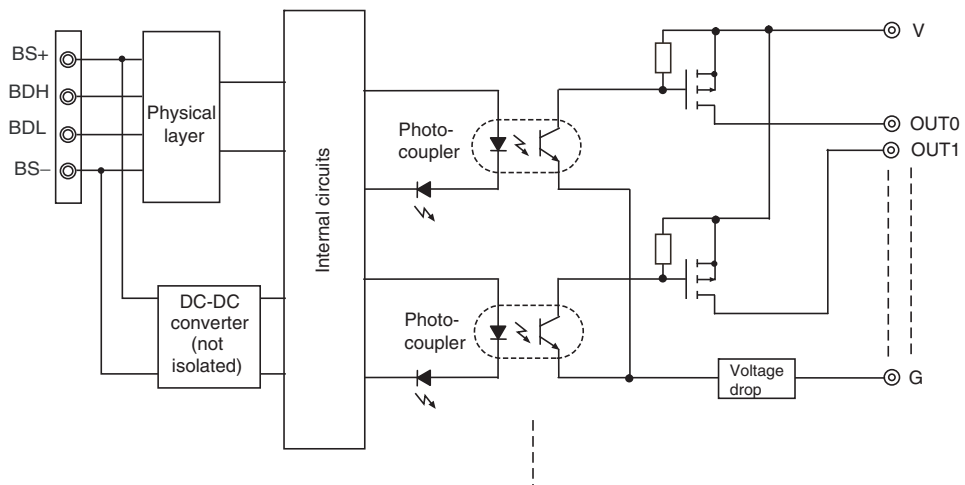 BS+
BDH
BDL
BS–
Physical
layer
DC-DC
converter
(not
isolated)
Internal circuits
Photo-
coupler
Photo-
coupler
Voltage
drop
V
OUT0
OUT1
G